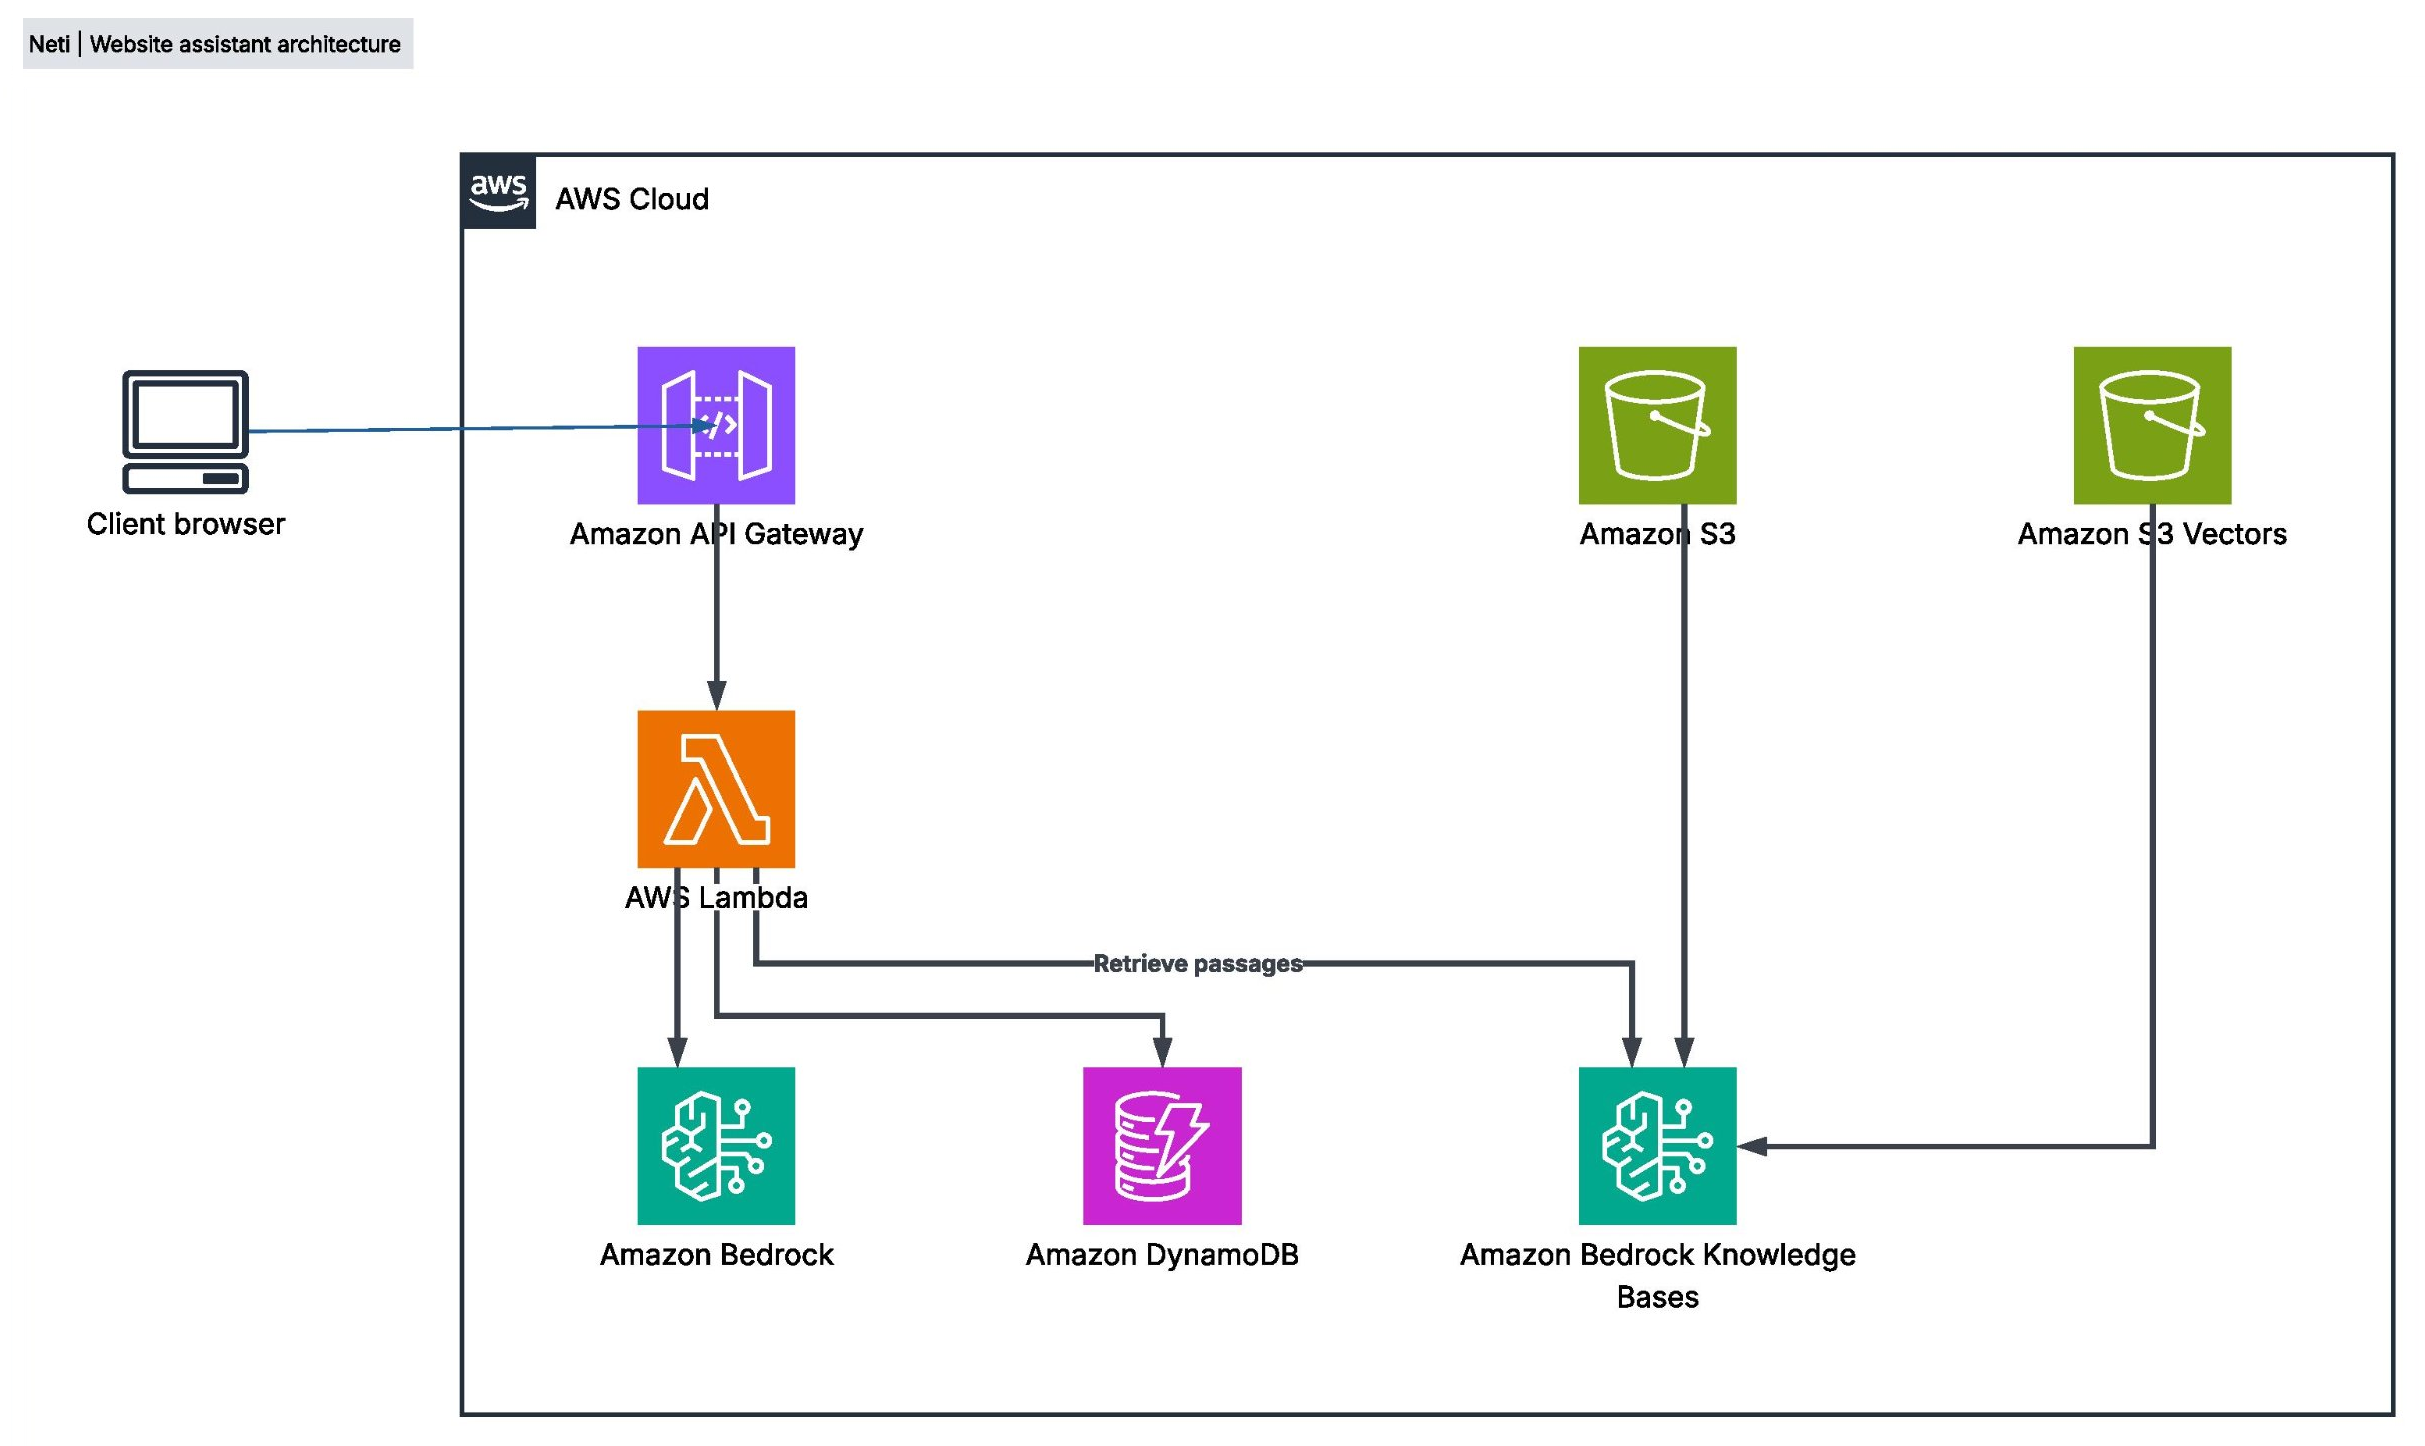 Neti | Website assistant architecture
aws
AWS Cloud
Client browser
Amazon API Gateway
Amazon S3
Amazon S3 Vectors
AWS Lambda
Retrieve passages
Amazon Bedrock
Amazon DynamoDB
Amazon Bedrock Knowledge
Bases